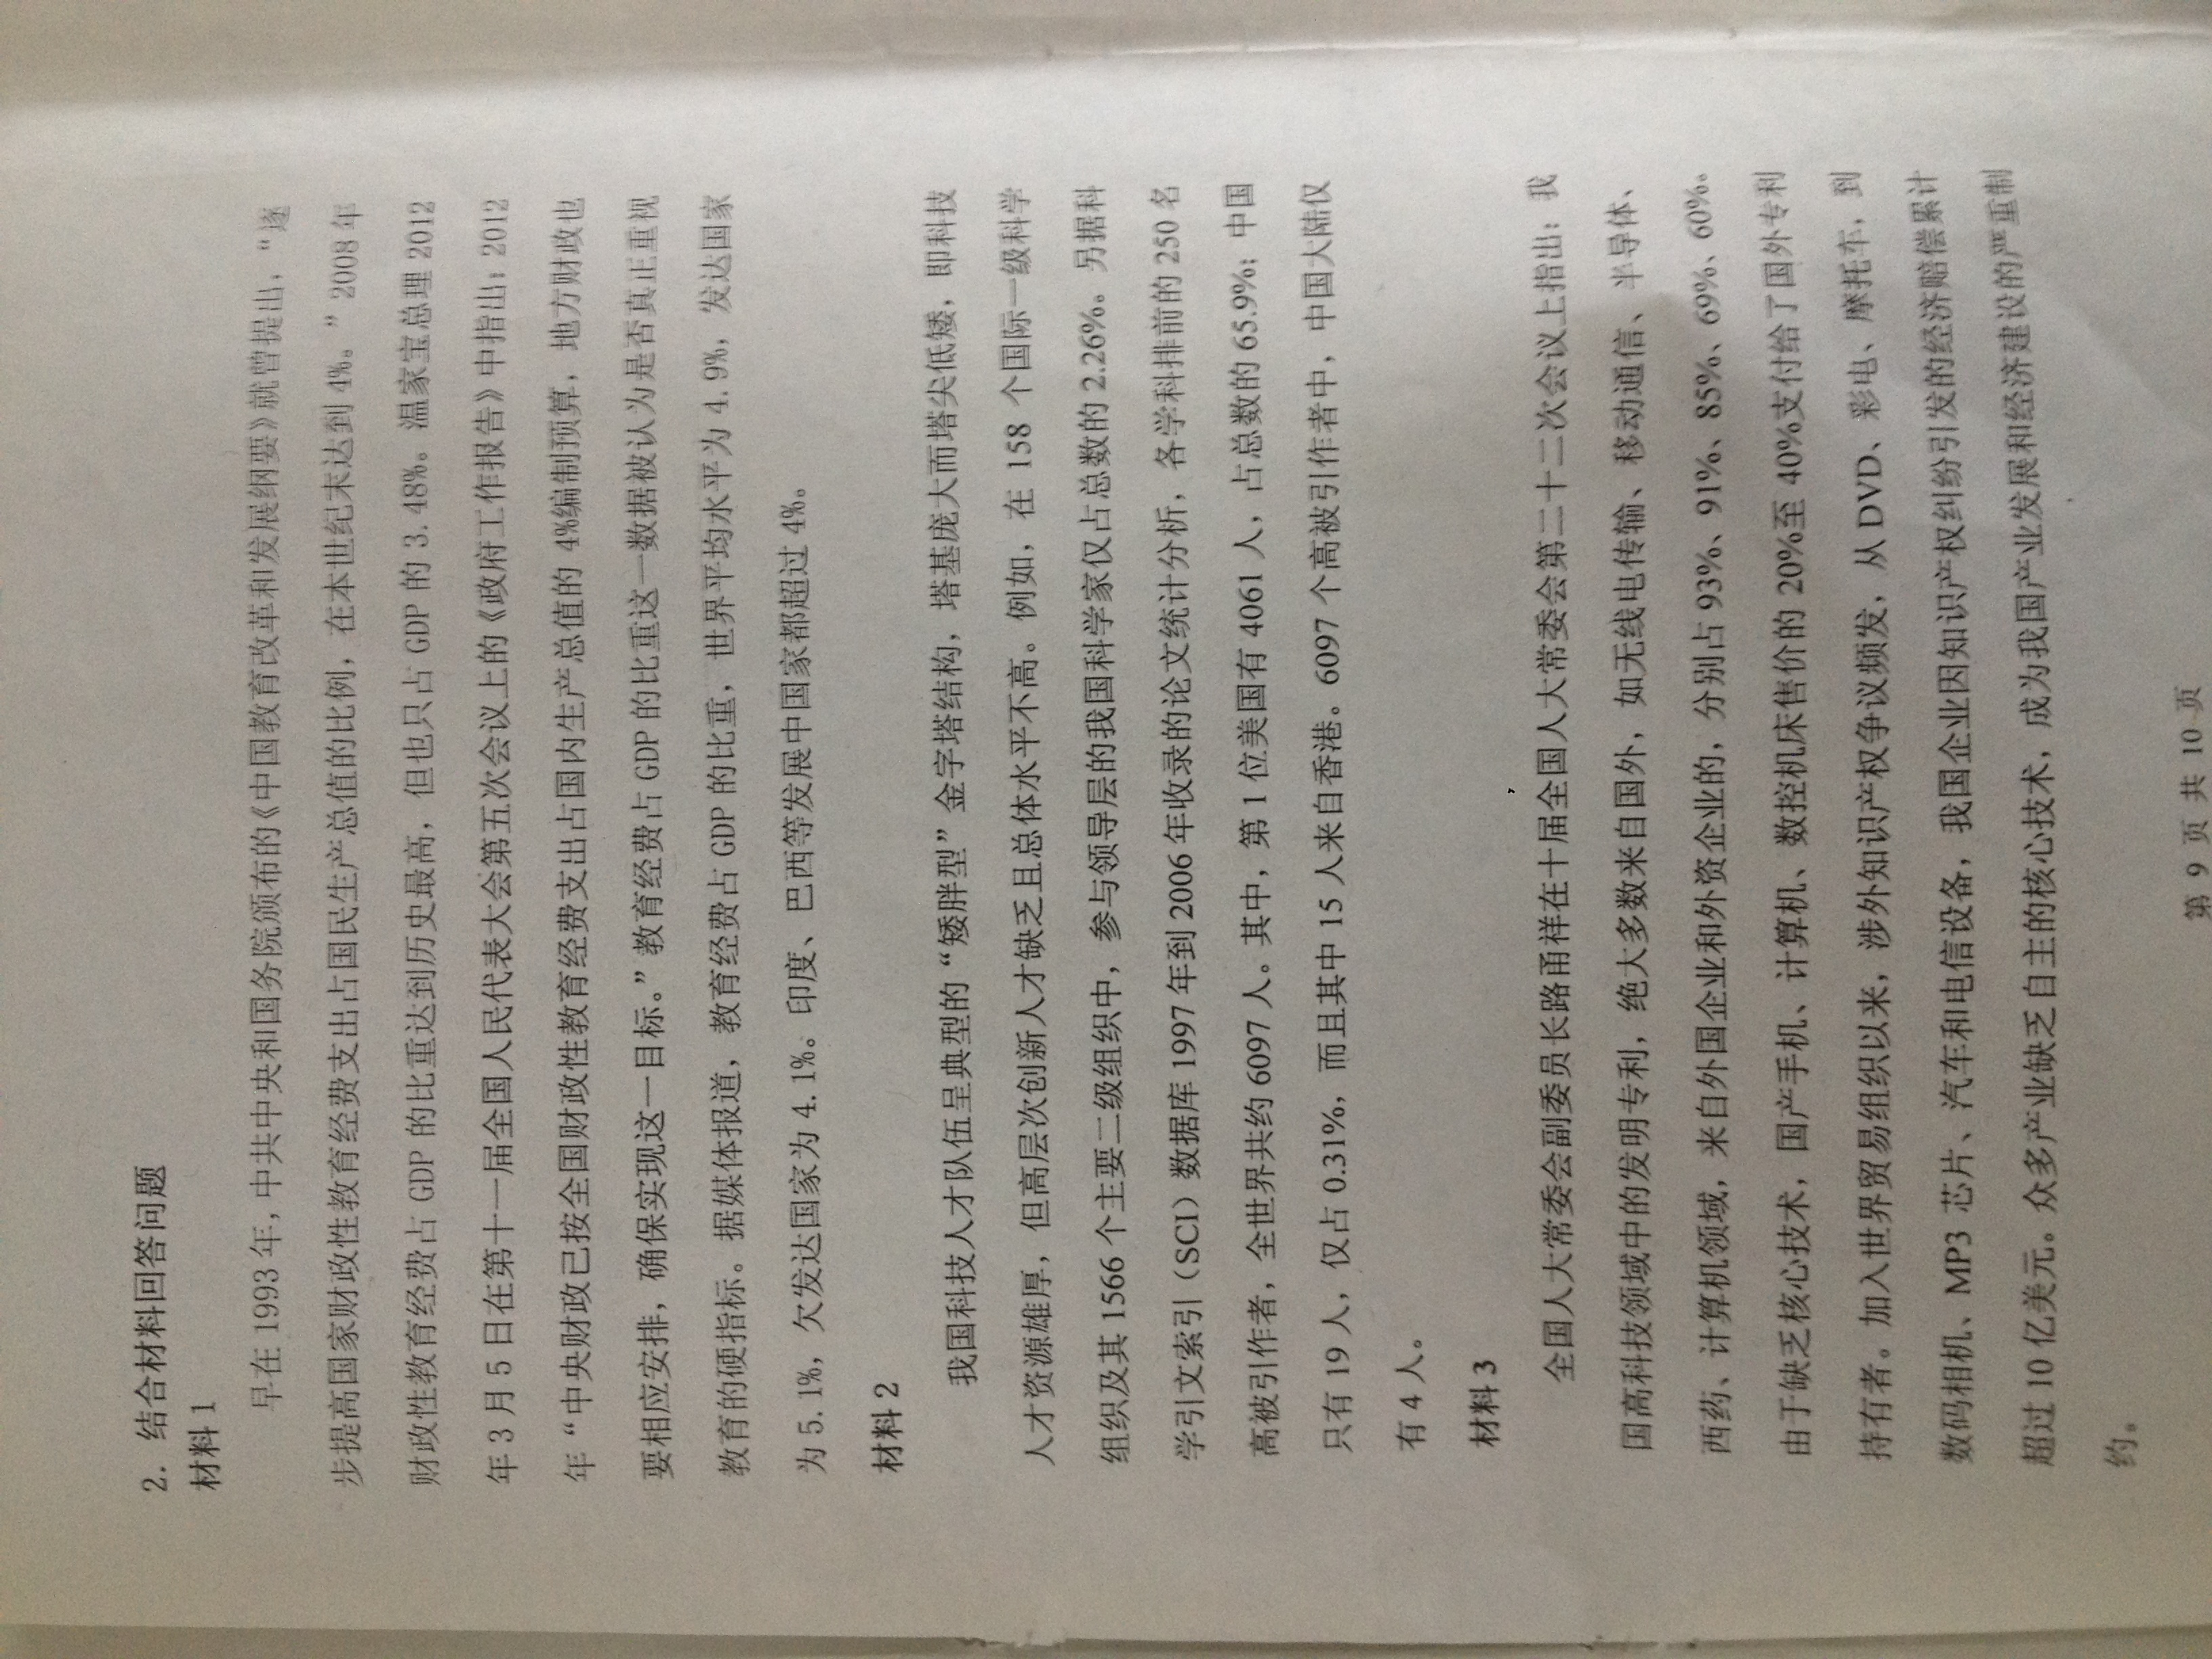 2. 结合材料回答问题
材料 1
早在 1993 年，中共中央和国务院颁布的《中国教育改革和发展纲要》就曾提出，“逐
步提高国家财政性教育经费支出占国民生产总值的比例，在本世纪末达到 4%。”2008 年
财政性教育经费占 GDP 的比重达到历史最高，但也只占 GDP 的 3.48%。温家宝总理 2012
年 3 月 5 日在第十一届全国人民代表大会第五次会议上的《政府工作报告》中指出：2012
年“中央财政已按全国财政性教育经费支出占国内生产总值的 4%编制预算，地方财政也
要相应安排，确保实现这一目标。”教育经费占 GDP 的比重这一数据被认为是否真正重视
教育的硬指标。据媒体报道，教育经费占 GDP 的比重，世界平均水平为 4.9%，发达国家
为 5.1%，欠发达国家为 4.1%。印度、巴西等发展中国家都超过 4%。
材料 2
我国科技人才队伍呈典型的“矮胖型”金字塔结构，塔基庞大而塔尖低矮，即科技
人才资源雄厚，但高层次创新人才缺乏且总体水平不高。例如，在 158 个国际一级科学
组织及其 1566 个主要二级组织中，参与领导层的我国科学家仅占总数的 2.26%。另据科
学引文索引（SCI）数据库 1997 年到 2006 年收录的论文统计分析，各学科排前的 250 名
高被引作者，全世界共约 6097 人。其中，第 1 位美国有 4061 人，占总数的 65.9%；中国
只有 19 人，仅占 0.31%，而且其中 15 人来自香港。6097 个高被引作者中，中国大陆仅
有 4 人。
材料 3
全国人大常委会副委员长路甬祥在十届全国人大常委会第二十二次会议上指出：我
国高科技领域中的发明专利，绝大多数来自国外，如无线电传输、移动通信、半导体、
西药、计算机领域，来自外国企业和外资企业的，分别占 93%、91%、85%、69%、60%。
由于缺乏核心技术，国产手机、计算机、数控机床售价的 20%至 40%支付给了国外专利
持有者。加入世界贸易组织以来，涉外知识产权争议频发，从 DVD、彩电、摩托车，到
数码相机、MP3 芯片、汽车和电信设备，我国企业因知识产权纠纷引发的经济赔偿累计
超过 10 亿美元。众多产业缺乏自主的核心技术，成为我国产业发展和经济建设的严重制
约。
第 9 页 共 10 页